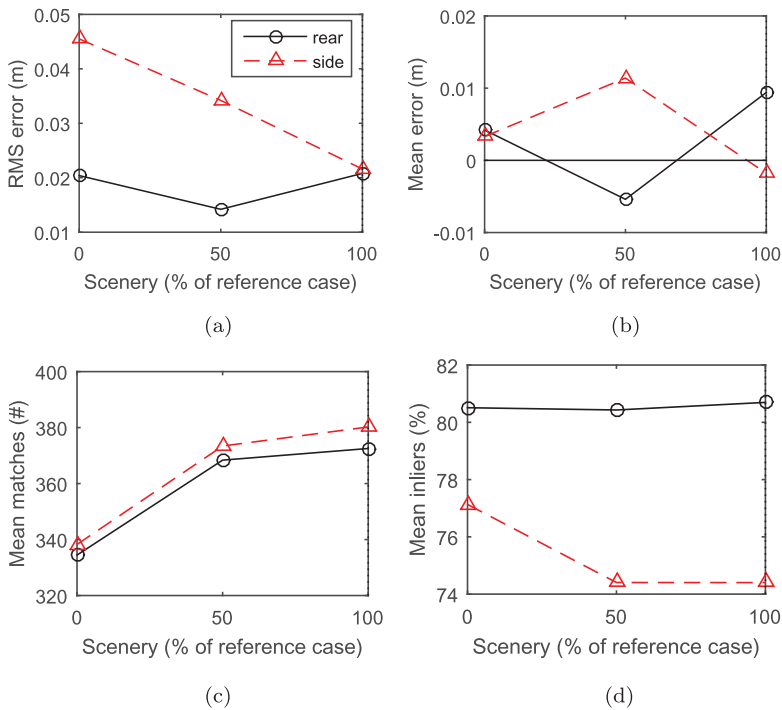 0.05
0.04
0.03
0.02
0.01
RMS error (m)
rear
side
0
50
100
Scenery (% of reference case)
(a)
0.02
0.01
0
-0.01
Mean error (m)
0
50
100
Scenery (% of reference case)
(b)
400
380
360
340
320
Mean matches (#)
0
50
100
Scenery (% of reference case)
(c)
82
80
78
76
74
Mean inliers (%)
0
50
100
Scenery (% of reference case)
(d)